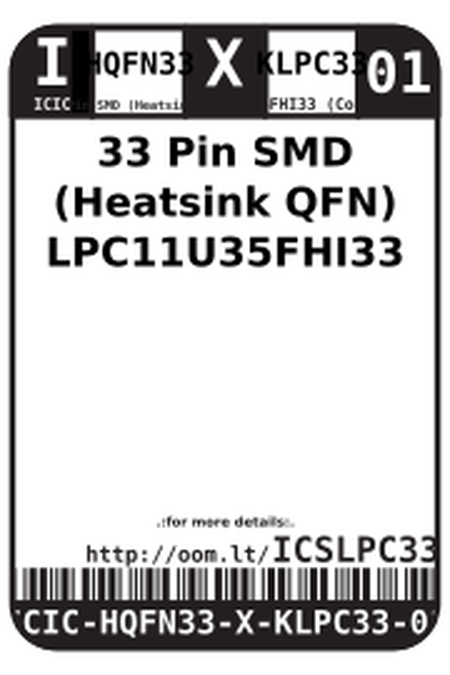 I HQFN33 X KLPC33 01
ICIC in SMD (Heatsi FHI33 (Co
33 Pin SMD
(Heatsink QFN)
LPC11U35FHI33
.:for more details:.
http://oom.lt/ICSLPC33
CIC-HQFN33-X-KLPC33-0